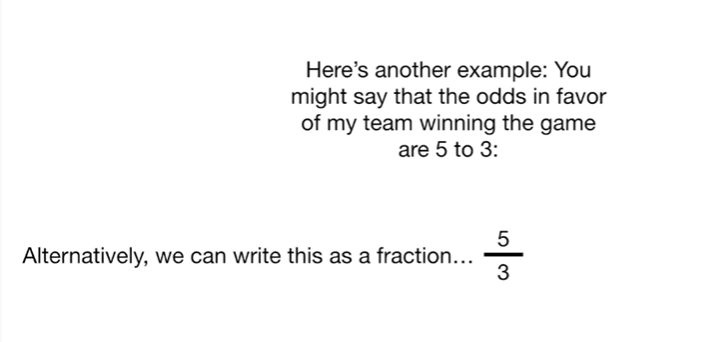 Here’s another example: You
might say that the odds in favor
of my team winning the game
are 5 to 3:
Alternatively, we can write this as a fraction...
5
3